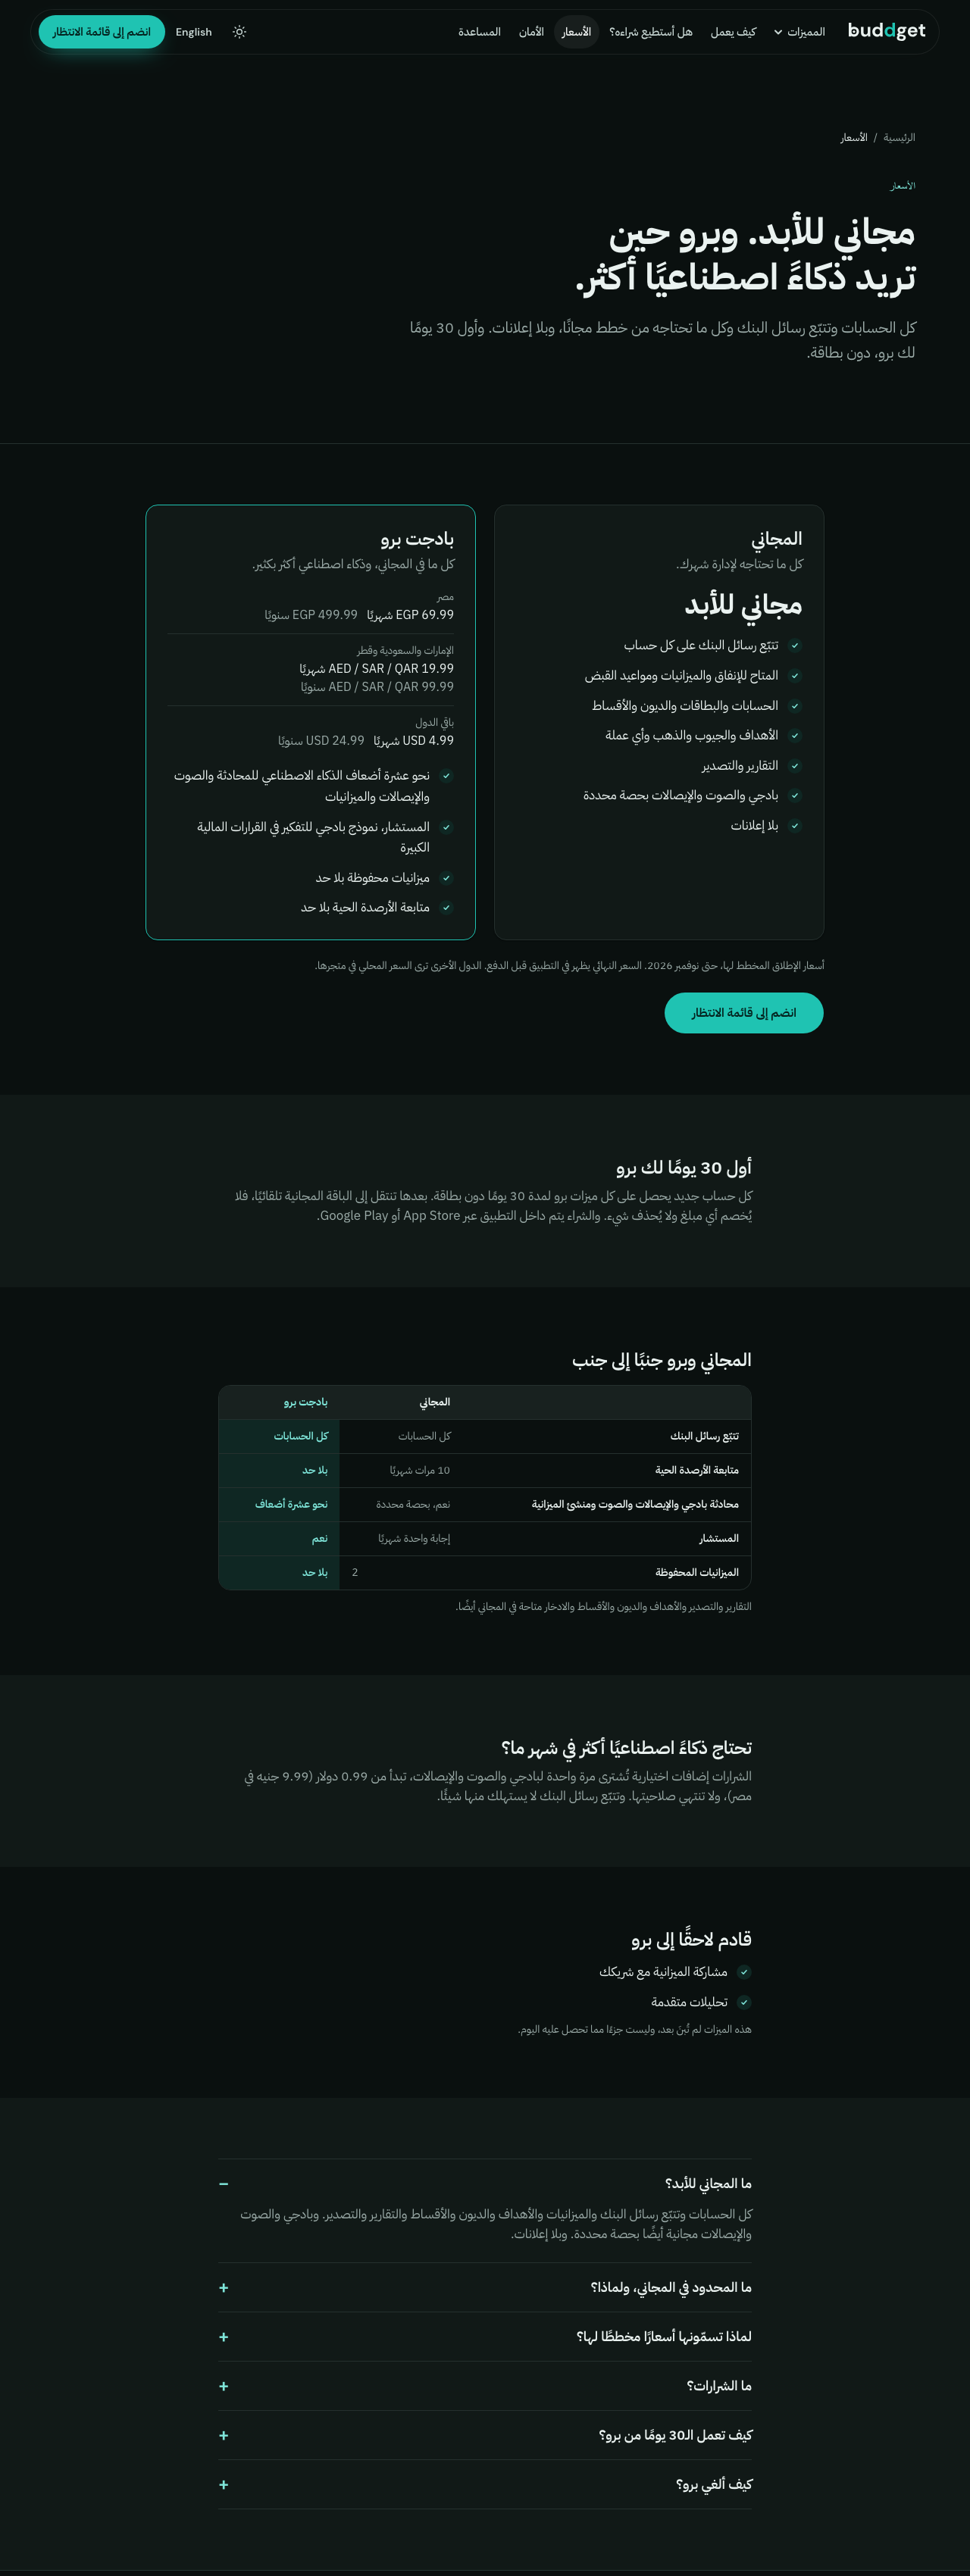 buddget
المميزات
كيف يعمل
هل أستطيع شراءه؟
الأسعار
الأمان
المساعدة
English
انضم إلى قائمة الانتظار
الرئيسية / الأسعار
الأسعار
مجاني للأبد. وبرو حين
تريد ذكاءً اصطناعيًا أكثر.
كل الحسابات وتتبّع رسائل البنك وكل ما تحتاجه من خطط مجانًا، وبلا إعلانات. وأول 30 يومًا
لك برو، دون بطاقة.
المجاني
كل ما تحتاجه لإدارة شهرك.
مجاني للأبد
تتبّع رسائل البنك على كل حساب
المتاح للإنفاق والميزانيات ومواعيد القبض
الحسابات والبطاقات والديون والأقساط
الأهداف والجيوب والذهب وأي عملة
التقارير والتصدير
بادجي والصوت والإيصالات بحصة محددة
بلا إعلانات
بادجت برو
كل ما في المجاني، وذكاء اصطناعي أكثر بكثير.
مصر
69.99 EGP شهريًا 499.99 EGP سنويًا
الإمارات والسعودية وقطر
19.99 AED / SAR / QAR شهريًا
99.99 AED / SAR / QAR سنويًا
باقي الدول
4.99 USD شهريًا 24.99 USD سنويًا
نحو عشرة أضعاف الذكاء الاصطناعي للمحادثة والصوت
والإيصالات والميزانيات
المستشار، نموذج بادجي للتفكير في القرارات المالية
الكبيرة
ميزانيات محفوظة بلا حد
متابعة الأرصدة الحية بلا حد
أسعار الإطلاق المخطط لها، حتى نوفمبر 2026. السعر النهائي يظهر في التطبيق قبل الدفع. الدول الأخرى ترى السعر المحلي في متجرها.
انضم إلى قائمة الانتظار
أول 30 يومًا لك برو
كل حساب جديد يحصل على كل ميزات برو لمدة 30 يومًا دون بطاقة. بعدها تنتقل إلى الباقة المجانية تلقائيًا، فلا
يُخصم أي مبلغ ولا يُحذف شيء. والشراء يتم داخل التطبيق عبر App Store أو Google Play.
المجاني وبرو جنبًا إلى جنب
المجاني بادجت برو
تتبّع رسائل البنك كل الحسابات كل الحسابات
متابعة الأرصدة الحية 10 مرات شهريًا بلا حد
محادثة بادجي والإيصالات والصوت ومنشئ الميزانية نعم، بحصة محددة نحو عشرة أضعاف
المستشار إجابة واحدة شهريًا نعم
الميزانيات المحفوظة 2 بلا حد
التقارير والتصدير والأهداف والديون والأقساط والادخار متاحة في المجاني أيضًا.
تحتاج ذكاءً اصطناعيًا أكثر في شهر ما؟
الشرارات إضافات اختيارية تُشترى مرة واحدة لبادجي والصوت والإيصالات، تبدأ من 0.99 دولار (9.99 جنيه في
مصر)، ولا تنتهي صلاحيتها. وتتبّع رسائل البنك لا يستهلك منها شيئًا.
قادم لاحقًا إلى برو
مشاركة الميزانية مع شريكك
تحليلات متقدمة
هذه الميزات لم تُبنَ بعد، وليست جزءًا مما تحصل عليه اليوم.
ما المجاني للأبد؟
كل الحسابات وتتبّع رسائل البنك والميزانيات والأهداف والديون والأقساط والتقارير والتصدير. وبادجي والصوت
والإيصالات مجانية أيضًا بحصة محددة. وبلا إعلانات.
ما المحدود في المجاني، ولماذا؟
لماذا تسمّونها أسعارًا مخططًا لها؟
ما الشرارات؟
كيف تعمل الـ30 يومًا من برو؟
كيف ألغي برو؟